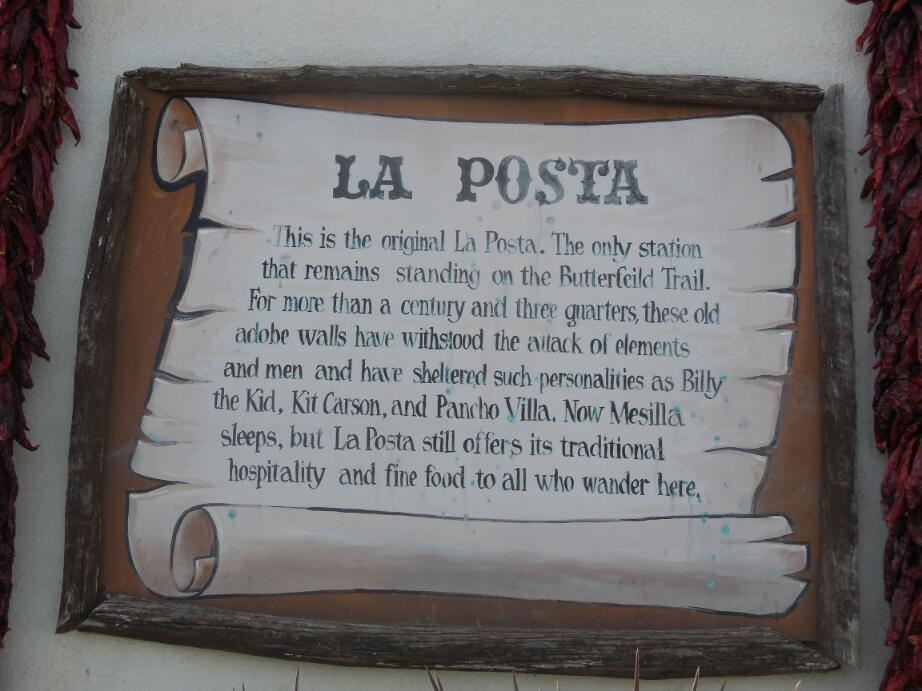 LA POSTA
This is the original La Posta. The only station
that remains standing on the Butterfeild Trail.
For more than a century and three quarters, these old
adobe walls have withstood the attack of elements
and men and have sheltered such personalities as Billy
the Kid, Kit Carson, and Pancho Villa. Now Mesilla
sleeps, but La Posta still offers its traditional
hospitality and fine food to all who wander here.